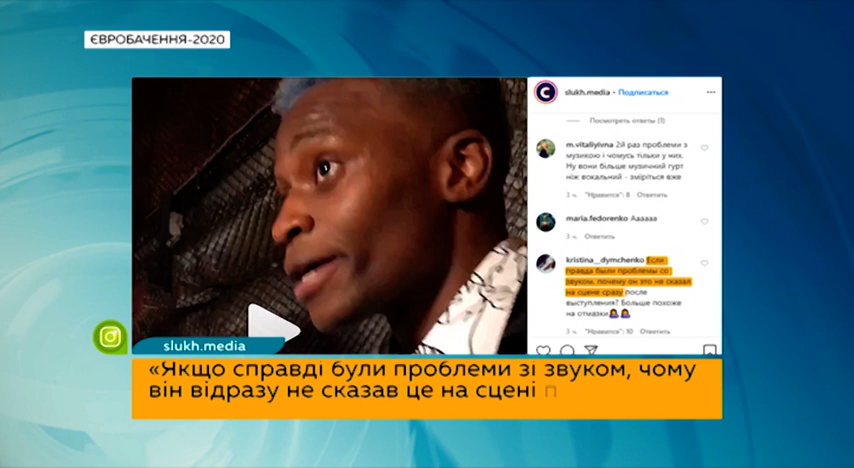 ЄВРОБАЧЕННЯ-2020
slukh.media • Подписаться
Посмотреть ответы (1)
m.vitaliyivna 2й раз проблеми з
музикою і чомусь тільки у них.
Ну вони більше музичний гурт
ніж вокальний - зміріться вже
3 ч. "Нравится": 8 Ответить
maria.fedorenko Аааааа
3 ч. Ответить
kristina__dymchenko Если
правда были проблемы со
звуком, почему он это не сказал
на сцене сразу после
выступления? Больше похоже
на отмазки
3 ч. "Нравится": 10 Ответить
slukh.media
«Якщо справді були проблеми зі звуком, чому
він відразу не сказав це на сцені п